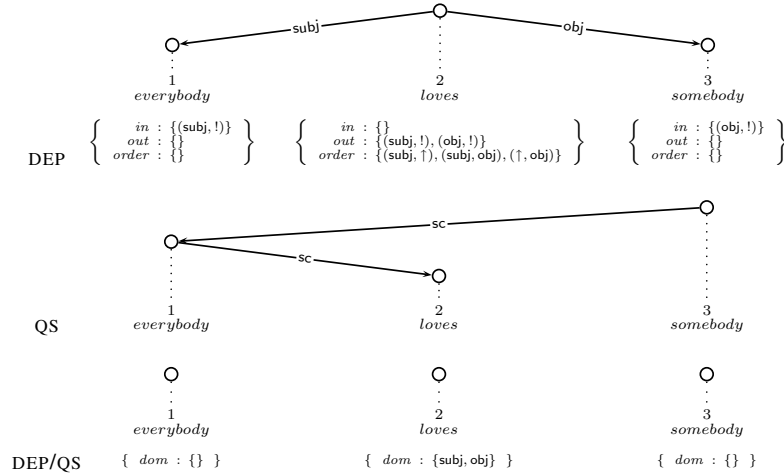 subj obj
1 2 3
everybody loves somebody
in : {(subj, !)} in : {} in : {(obj, !)}
out : {} out : {(subj, !), (obj, !)} out : {}
order : {} order : {(subj, ↑), (subj, obj), (↑, obj)} order : {}
DEP
sc
sc
1 2 3
everybody loves somebody
QS
1 2 3
everybody loves somebody
DEP/QS { dom : {} } { dom : {subj, obj} } { dom : {} }